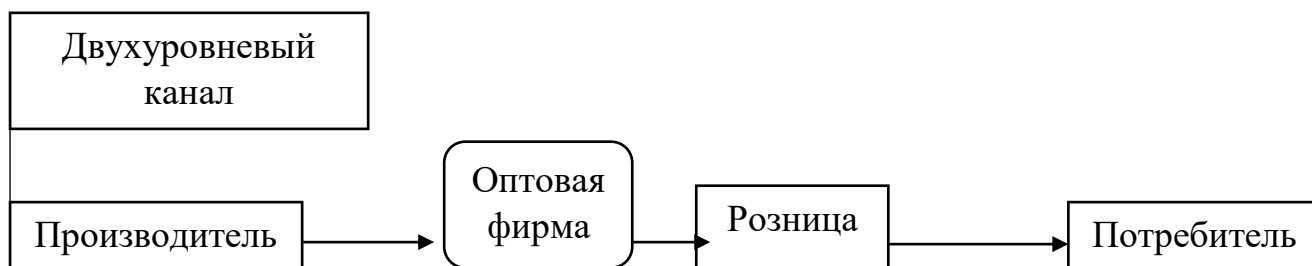 Двухуровневый
канал
Производитель
Оптовая
фирма
Розница
Потребитель